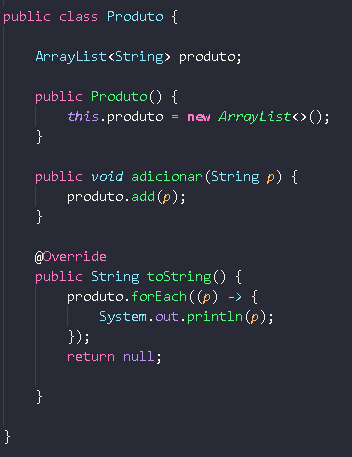 public class Produto {
ArrayList<String> produto;
public Produto() {
this.produto = new ArrayList<>();
}
public void adicionar(String p) {
produto.add(p);
}
@Override
public String toString() {
produto.forEach((p) -> {
System.out.println(p);
});
return null;
}
}